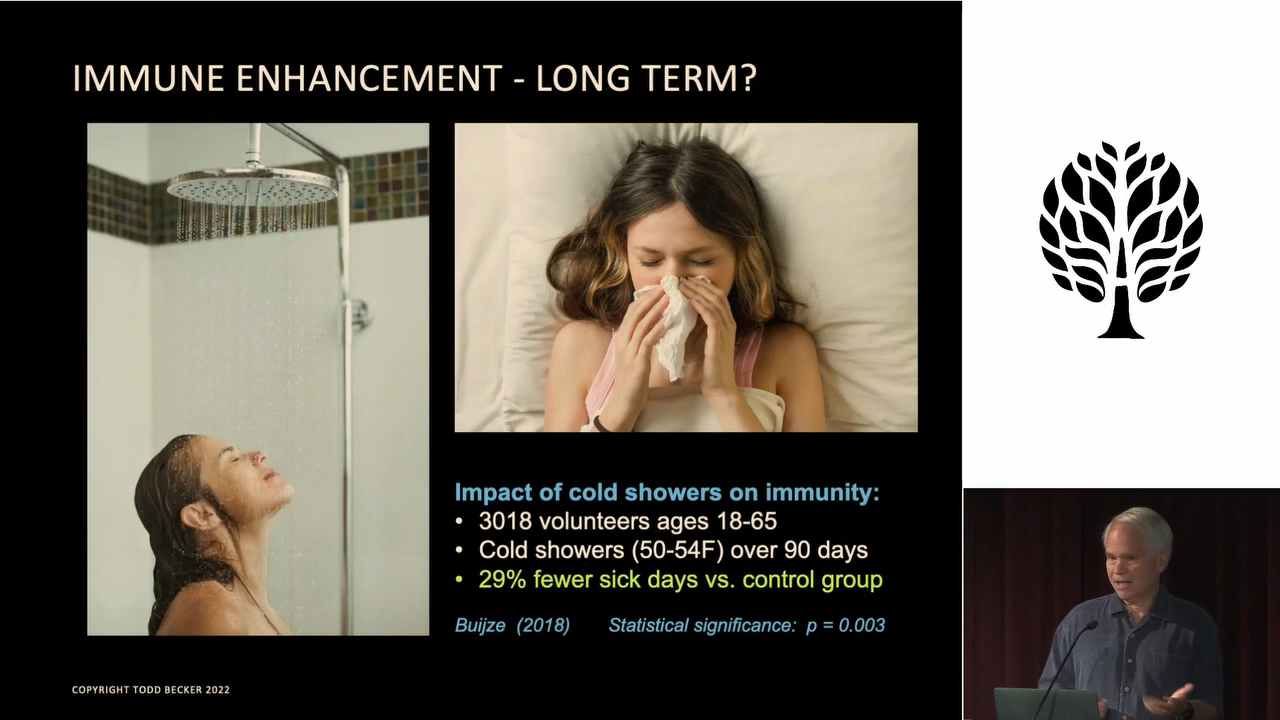 IMMUNE ENHANCEMENT - LONG TERM?
Impact of cold showers on immunity:
• 3018 volunteers ages 18-65
• Cold showers (50-54F) over 90 days
• 29% fewer sick days vs. control group
Buijze (2018) Statistical significance: p = 0.003
COPYRIGHT TODD BECKER 2022